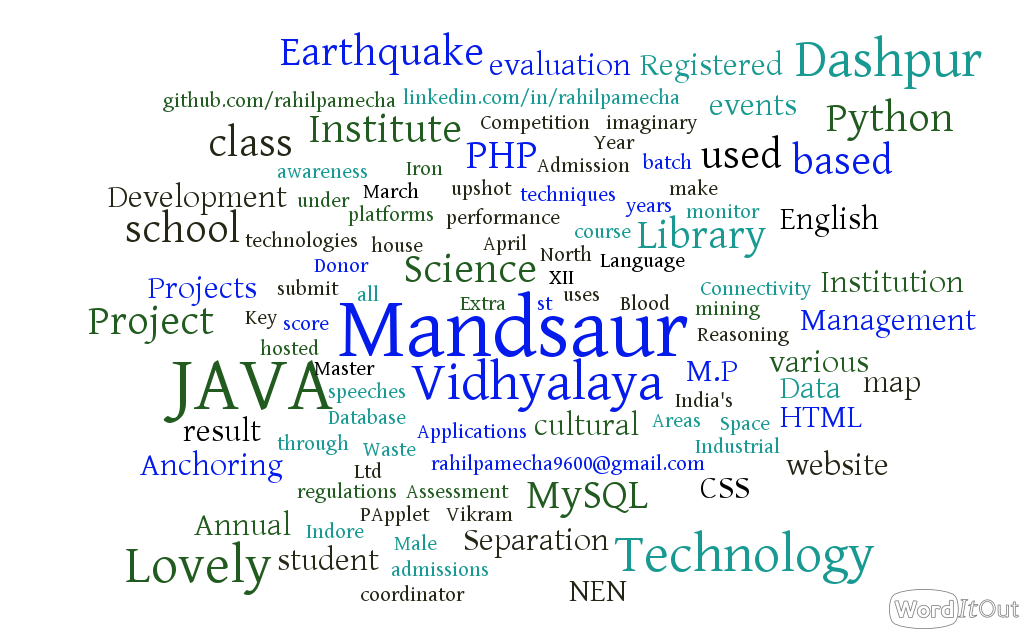 Earthquake evaluation Registered Dashpur
github.com/rahilpamecha linkedin.com/in/rahilpamecha events
class Institute Competition imaginary Python
PHP Year Admission batch used based
awareness Iron
Development under March upshot techniques make
school platforms performance years monitor English
technologies house April course Library
Donor Science North Language
Projects submit all XII Connectivity Institution
Extra st uses Blood mining
Project Key score Mandsaur Reasoning Management
hosted
JAVA Master Vidhyalaya M.P various
speeches India's Data map
result Database Applications cultural Areas Space HTML
through Waste Industrial
Anchoring Ltd rahilpamecha9600@gmail.com website
regulations Assessment MySQL CSS
Annual PApplet Vikram
Indore Male Separation Technology
Lovely student admissions
coordinator NEN
WordItOut